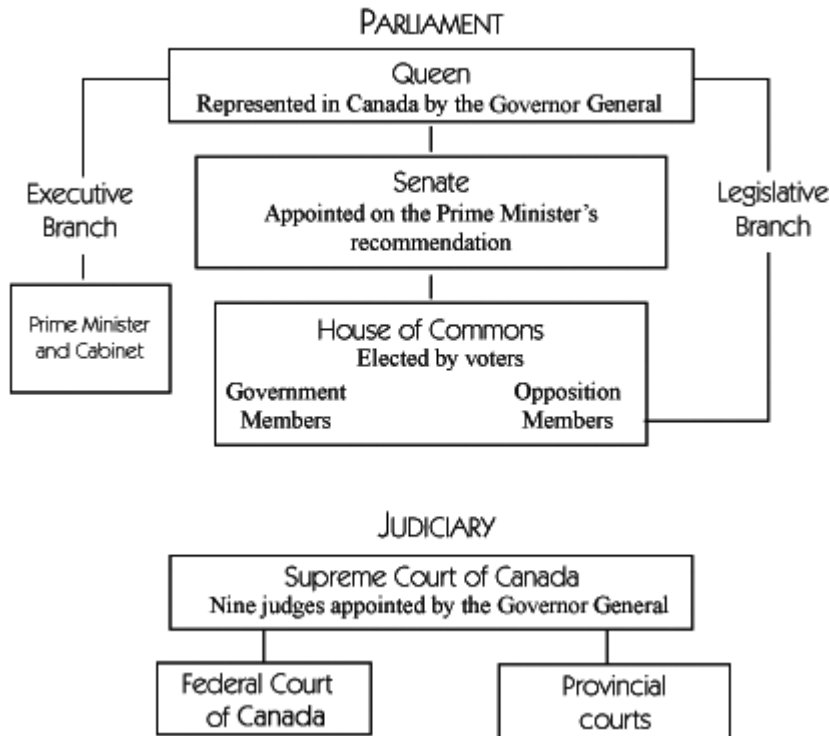 PARLIAMENT
Queen
Represented in Canada by the Governor General
Executive
Branch
Senate
Appointed on the Prime Minister's
recommendation
Legislative
Branch
Prime Minister
and Cabinet
House of Commons
Elected by voters
Government
Members
Opposition
Members
JUDICIARY
Supreme Court of Canada
Nine judges appointed by the Governor General
Federal Court
of Canada
Provincial
courts